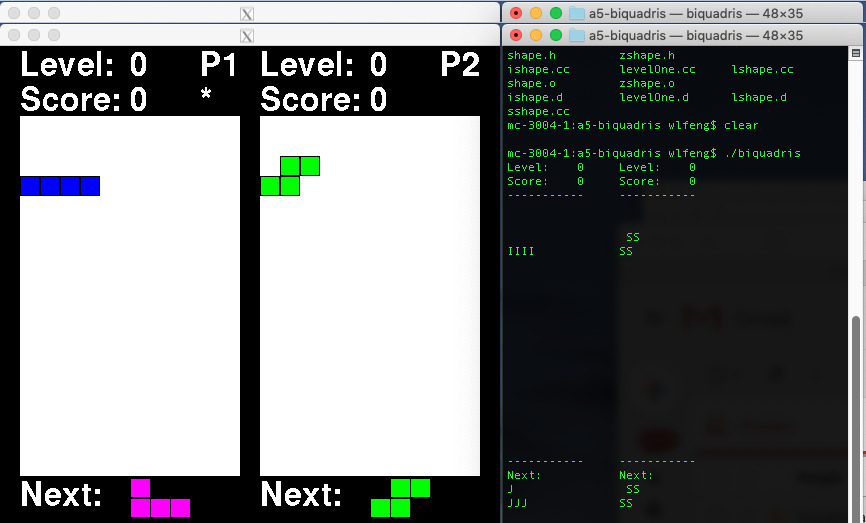 a5-biquadris — biquadris — 48×35
a5-biquadris — biquadris — 48×35
Level: 0 P1
Score: 0 *
Level: 0 P2
Score: 0
Next:
Next:
shape.h zshape.h
ishape.cc levelOne.cc lshape.cc
shape.o zshape.o
ishape.d levelOne.d lshape.d
sshape.cc
mc-3004-1:a5-biquadris wlfeng$ clear
mc-3004-1:a5-biquadris wlfeng$ ./biquadris
Level: 0 Level: 0
Score: 0 Score: 0
----------- -----------
SS
IIII SS
----------- -----------
Next: Next:
J SS
JJJ SS